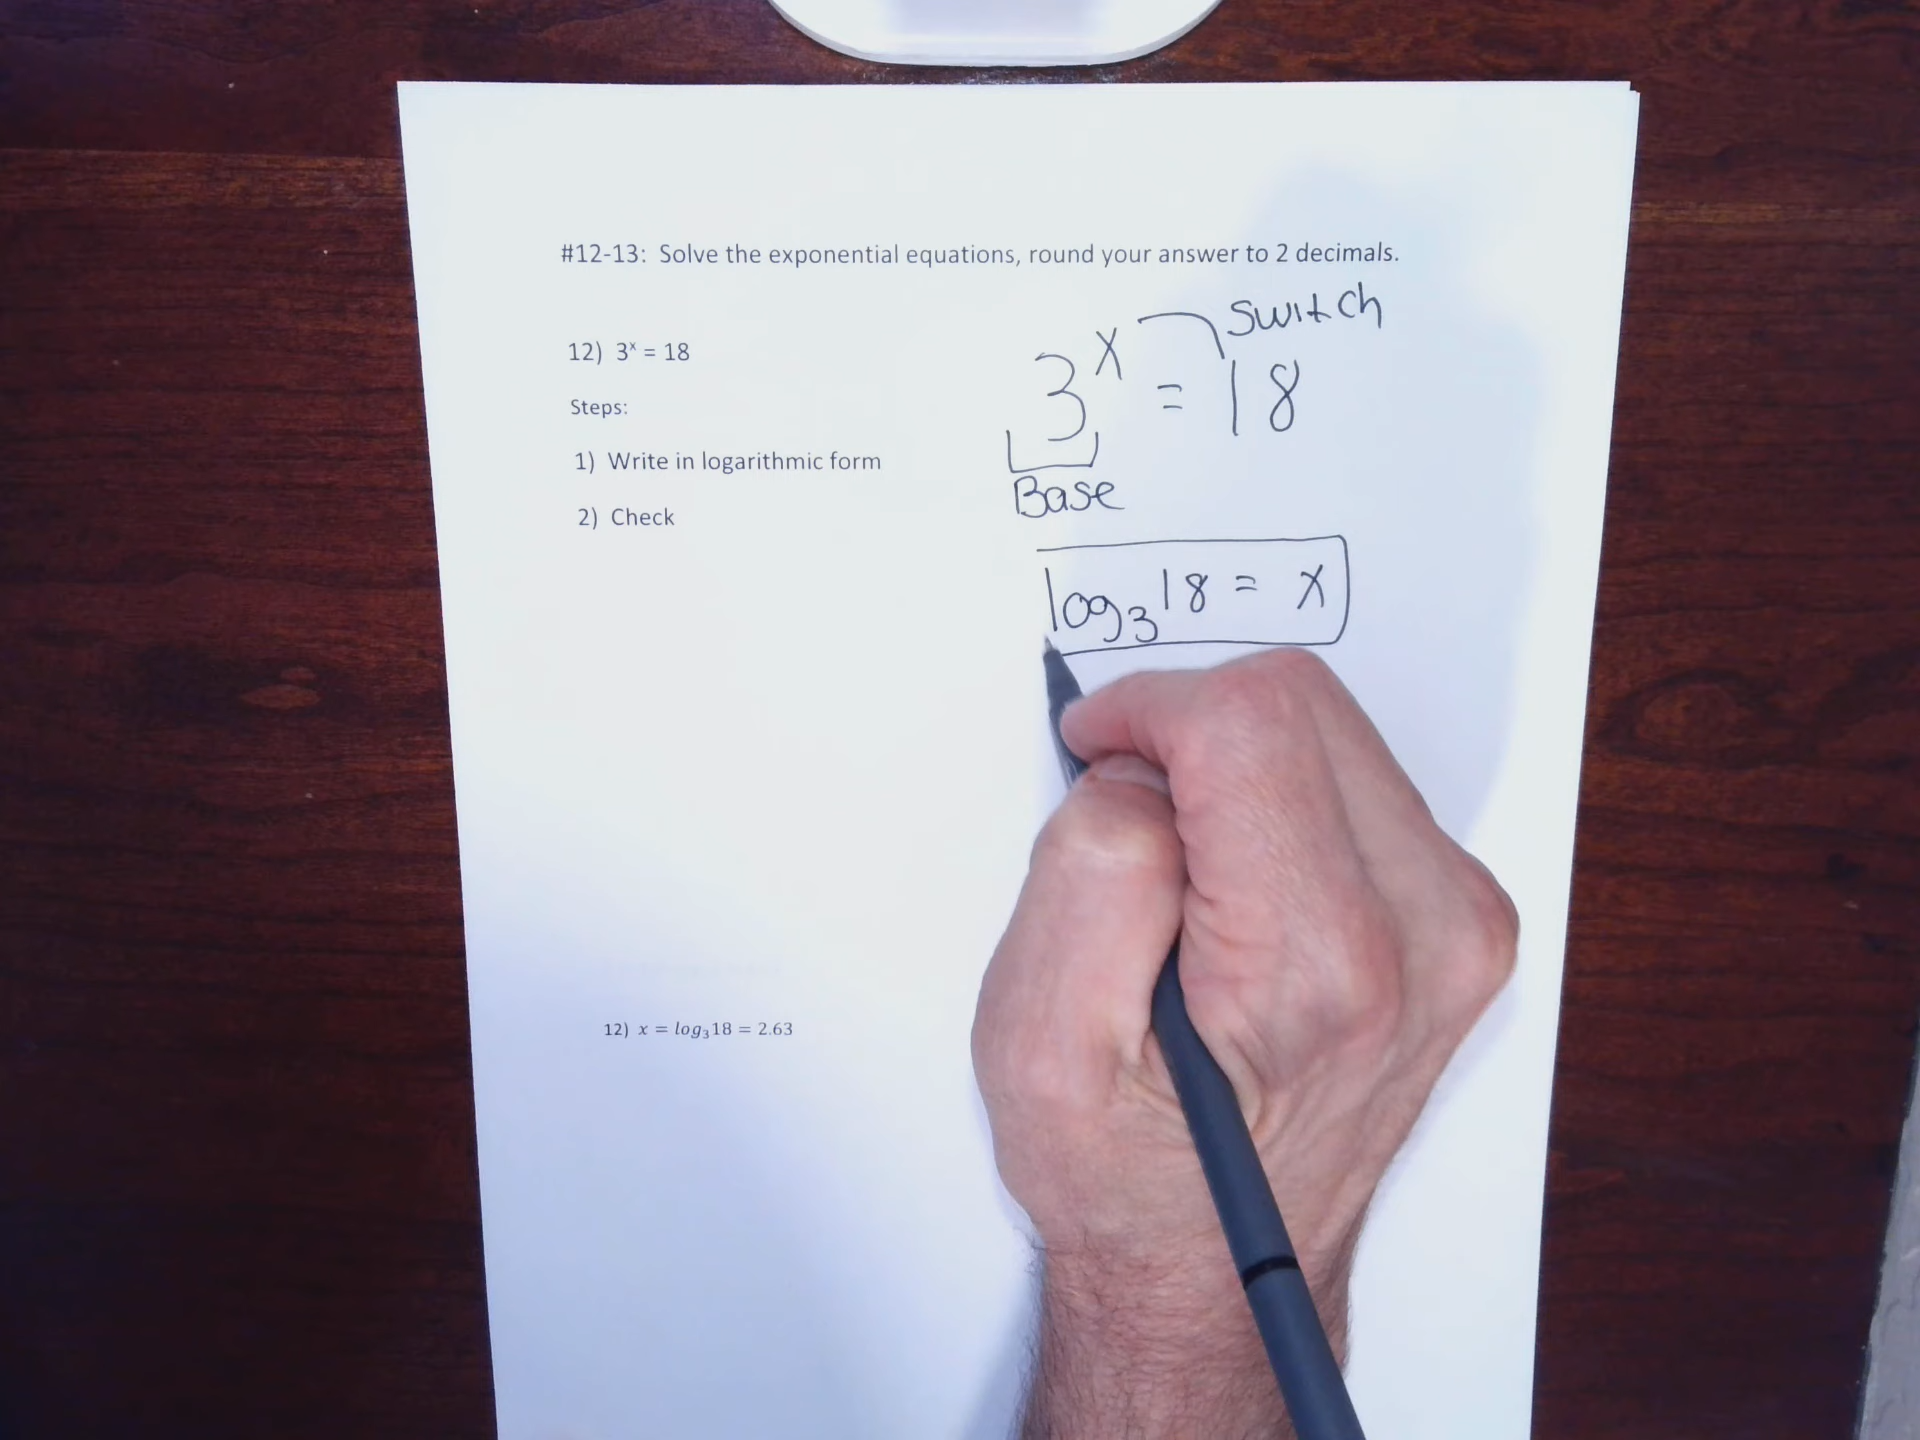 #12-13: Solve the exponential equations, round your answer to 2 decimals.
12) 3ˣ = 18
Steps:
1) Write in logarithmic form
2) Check
Switch
3ˣ = 18
Base
log₃18 = x
12) x = log₃18 = 2.63